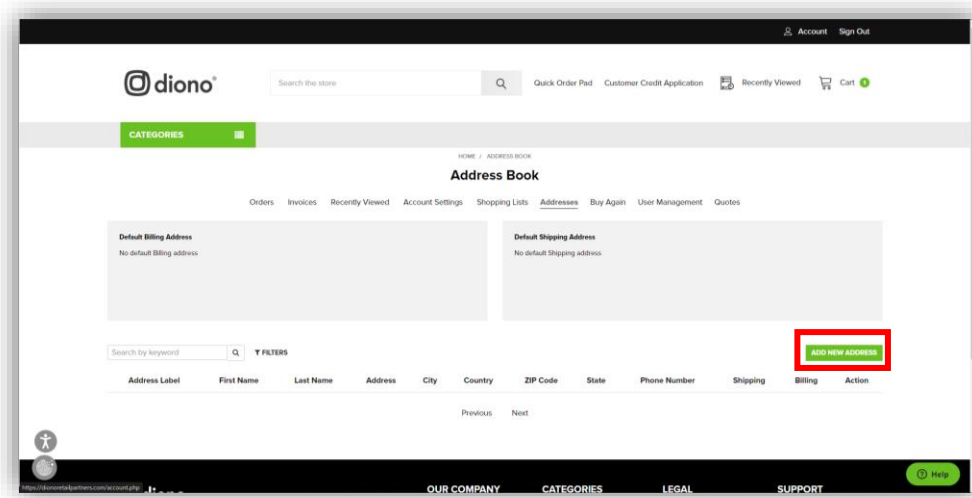 Account Sign Out
diono®
Search the store
Quick Order Pad Customer Credit Application Recently Viewed Cart 1
CATEGORIES
HOME / ADDRESS BOOK
Address Book
Orders Invoices Recently Viewed Account Settings Shopping Lists Addresses Buy Again User Management Quotes
Default Billing Address
No default Billing address
Default Shipping Address
No default Shipping address
Search by keyword FILTERS ADD NEW ADDRESS
Address Label First Name Last Name Address City Country ZIP Code State Phone Number Shipping Billing Action
Previous Next
Help
https://dionoretailpartners.com/account.php
OUR COMPANY CATEGORIES LEGAL SUPPORT